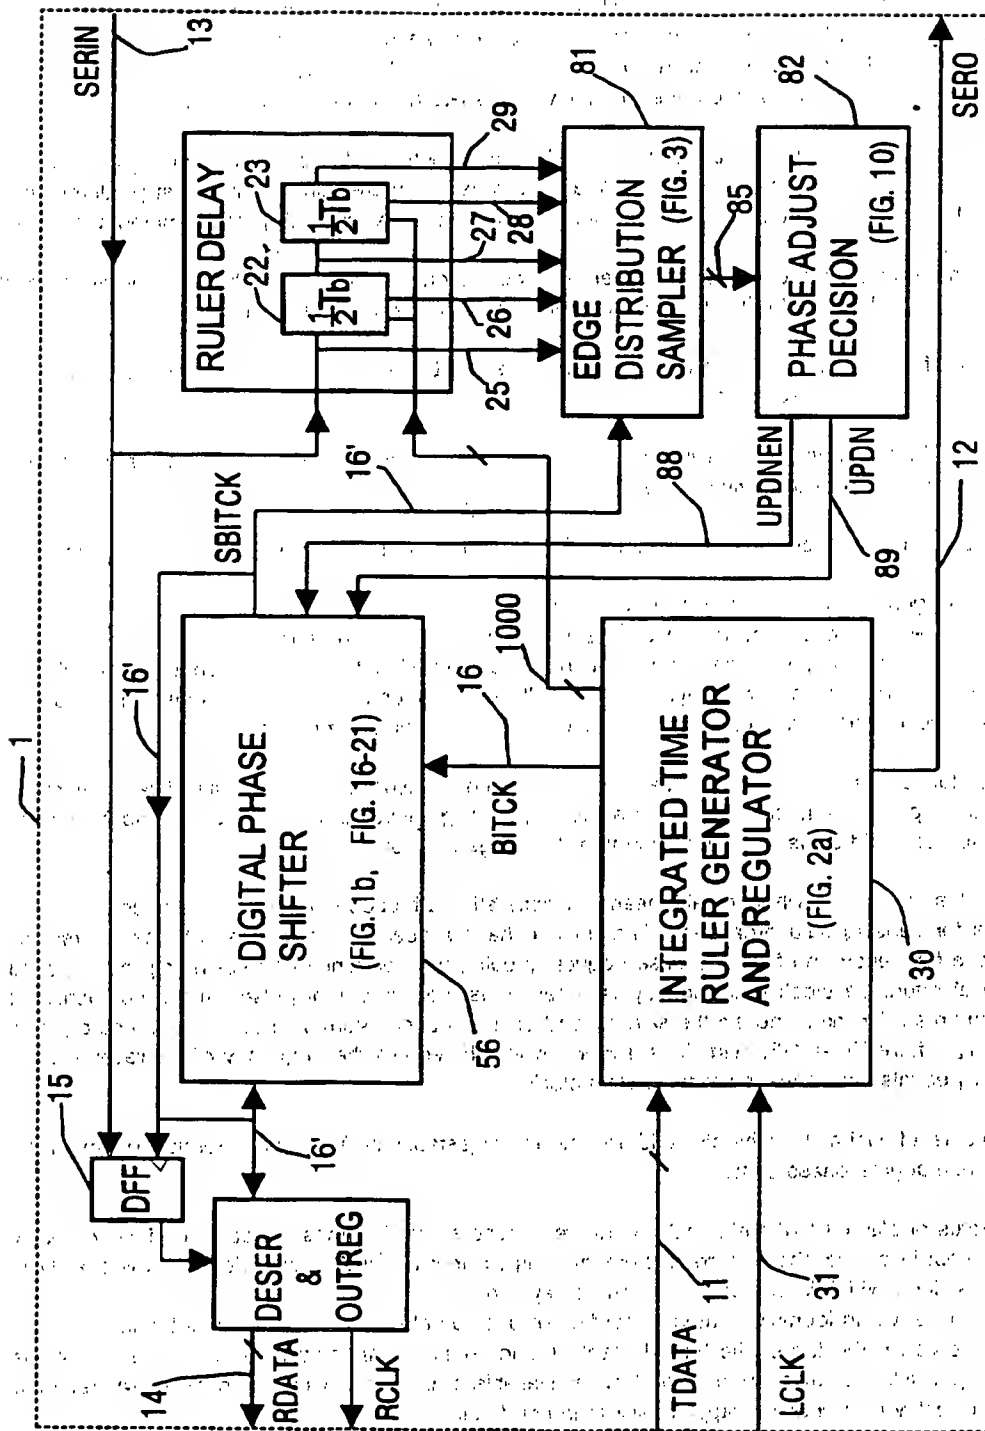 1
SERIN
13
16'
SBITCK
15
DFF
16'
DESER
&
OUTREG
14
RDATA
RCLK
DIGITAL PHASE
SHIFTER
(FIG. 1b, FIG. 16-21)
56
16'
RULER DELAY
22
1/2 Tb
23
1/2 Tb
25
26
27
28
29
EDGE
DISTRIBUTION
SAMPLER (FIG. 3)
81
85
PHASE ADJUST
DECISION
(FIG. 10)
82
UPDNEN
UPDN
88
89
1000
BITCK
16
INTEGRATED TIME
RULER GENERATOR
AND REGULATOR
(FIG. 2a)
30
TDATA
11
LCLK
31
12
SERO